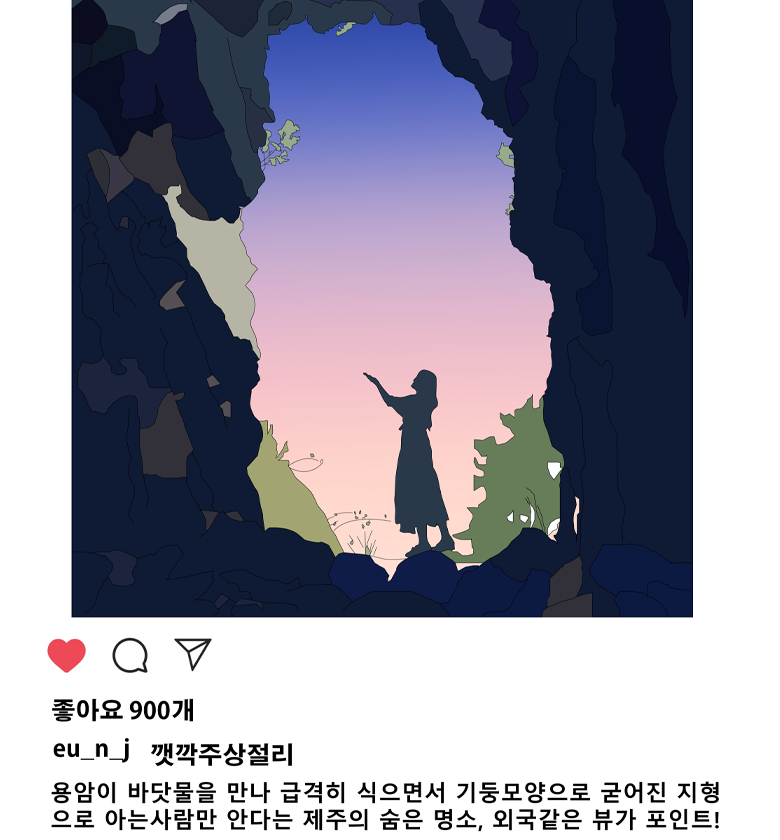 좋아요 900개
eu_n_j 깻깍주상절리
용암이 바닷물을 만나 급격히 식으면서 기둥모양으로 굳어진 지형
으로 아는사람만 안다는 제주의 숨은 명소, 외국같은 뷰가 포인트!